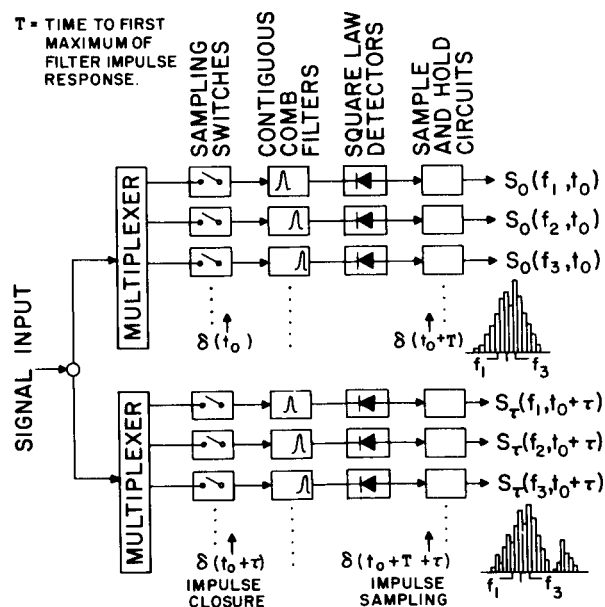 T = TIME TO FIRST
MAXIMUM OF
FILTER IMPULSE
RESPONSE.
SAMPLING
SWITCHES
CONTIGUOUS
COMB
FILTERS
SQUARE LAW
DETECTORS
SAMPLE
AND HOLD
CIRCUITS
SIGNAL INPUT
MULTIPLEXER
S₀(f₁,t₀)
S₀(f₂,t₀)
S₀(f₃,t₀)
δ(t₀)
δ(t₀+T)
f₁
f₃
MULTIPLEXER
Sτ(f₁,t₀+τ)
Sτ(f₂,t₀+τ)
Sτ(f₃,t₀+τ)
δ(t₀+τ)
IMPULSE
CLOSURE
δ(t₀+T+τ)
IMPULSE
SAMPLING
f₁
f₃